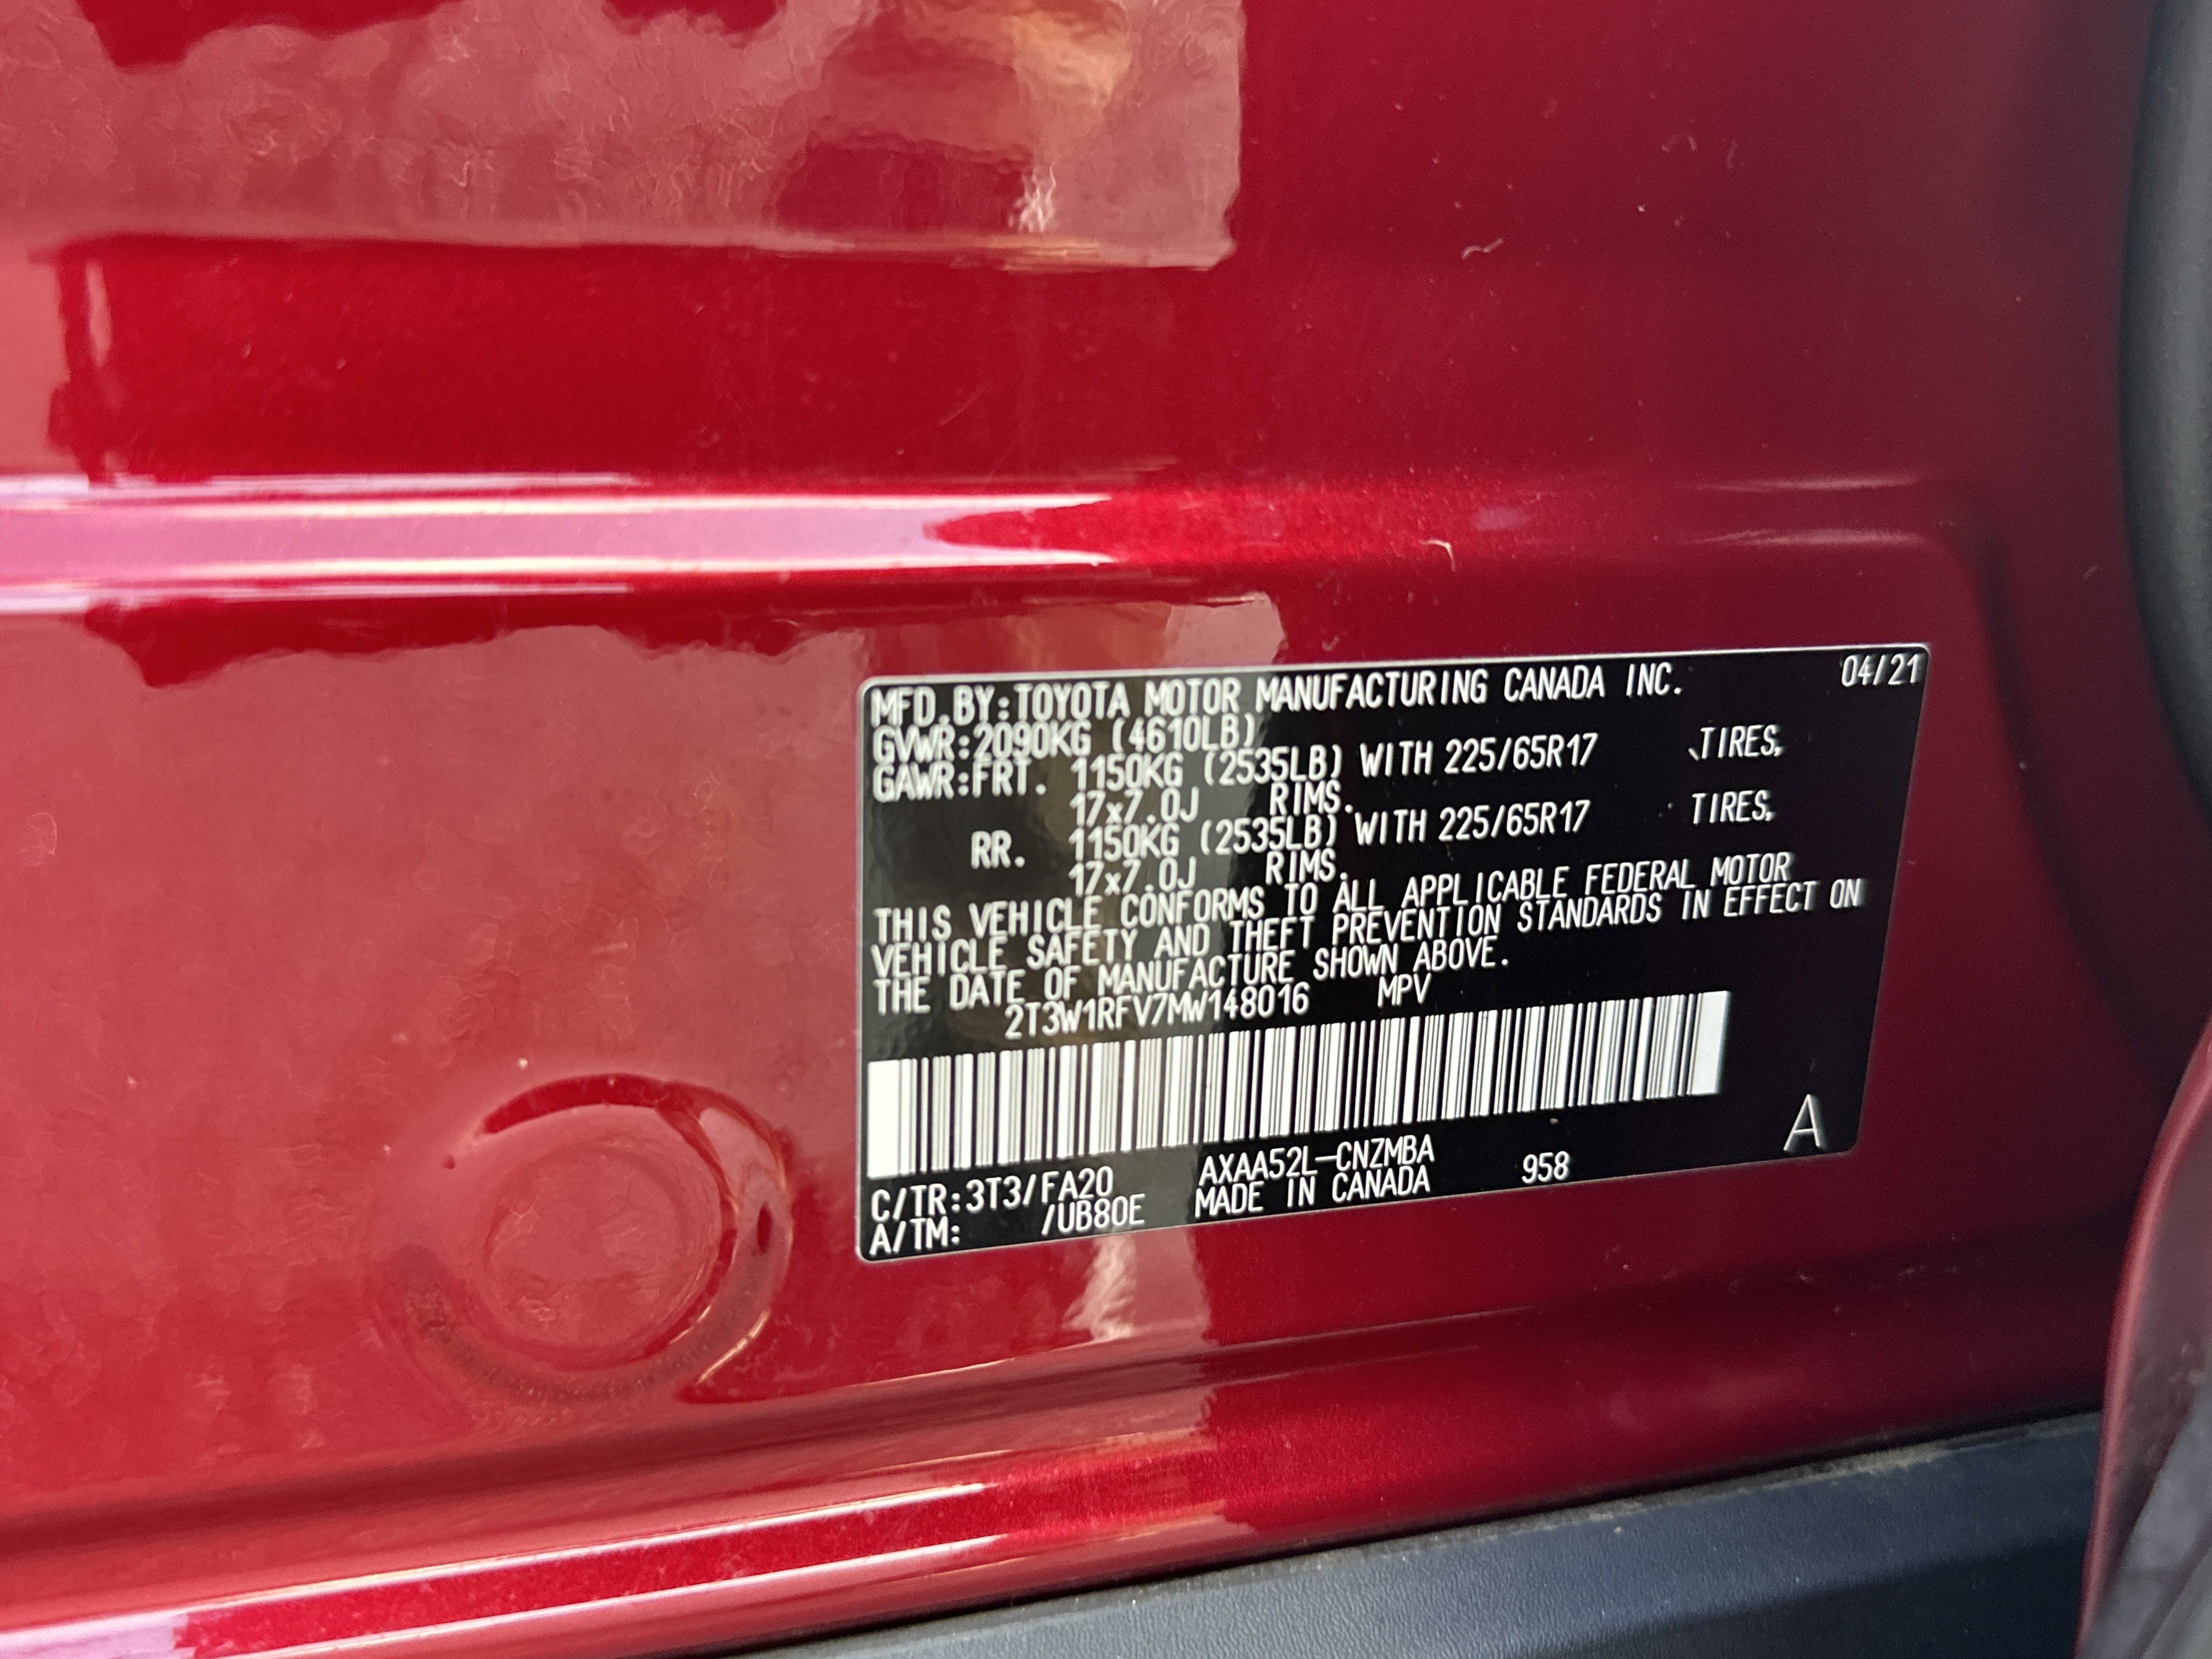 MFD.BY:TOYOTA MOTOR MANUFACTURING CANADA INC. 04/21
GVWR:2090KG (4610LB)
GAWR:FRT. 1150KG (2535LB) WITH 225/65R17 TIRES,
17x7.0J RIMS.
RR. 1150KG (2535LB) WITH 225/65R17 TIRES,
17x7.0J RIMS.
THIS VEHICLE CONFORMS TO ALL APPLICABLE FEDERAL MOTOR
VEHICLE SAFETY AND THEFT PREVENTION STANDARDS IN EFFECT ON
THE DATE OF MANUFACTURE SHOWN ABOVE.
2T3W1RFV7MW148016 MPV
A
C/TR:3T3/FA20 AXAA52L-CNZMBA 958
A/TM: /UB80E MADE IN CANADA